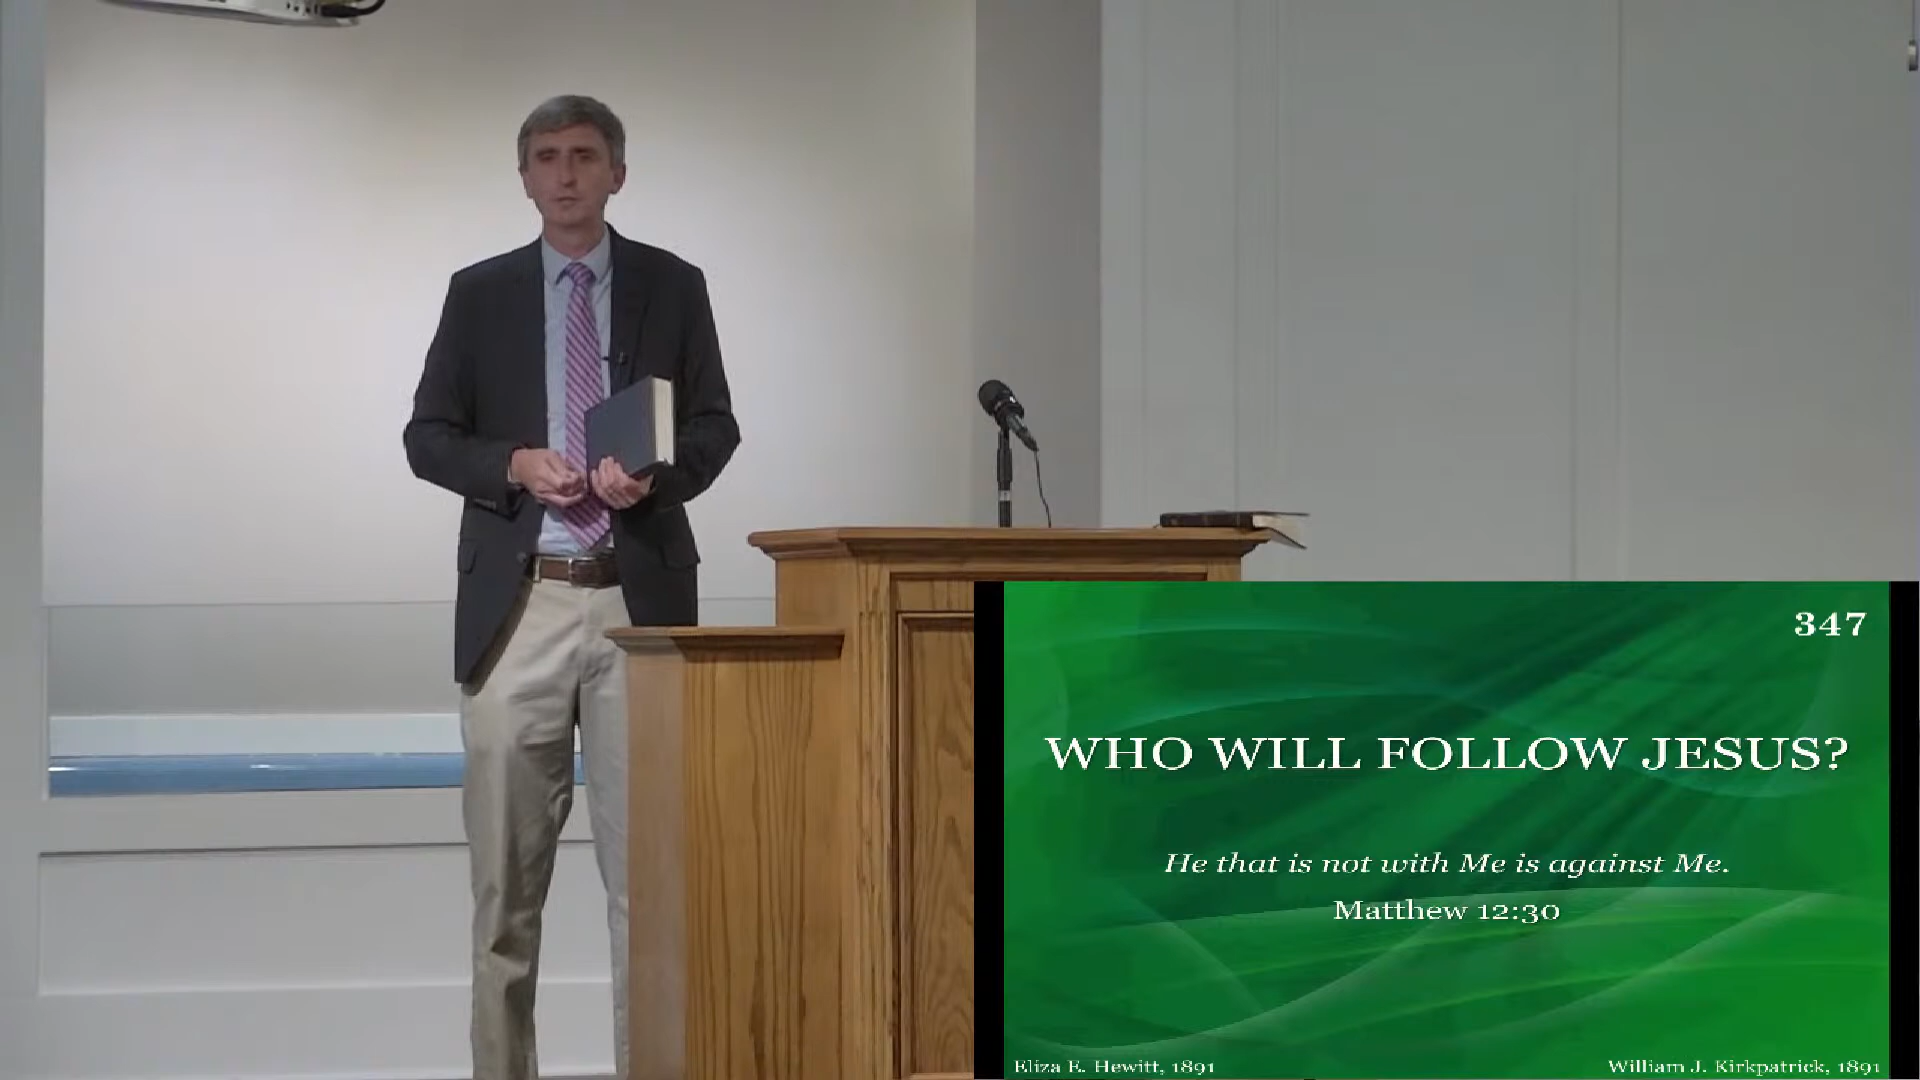 347
WHO WILL FOLLOW JESUS?
He that is not with Me is against Me.
Matthew 12:30
Eliza E. Hewitt, 1891
William J. Kirkpatrick, 1891